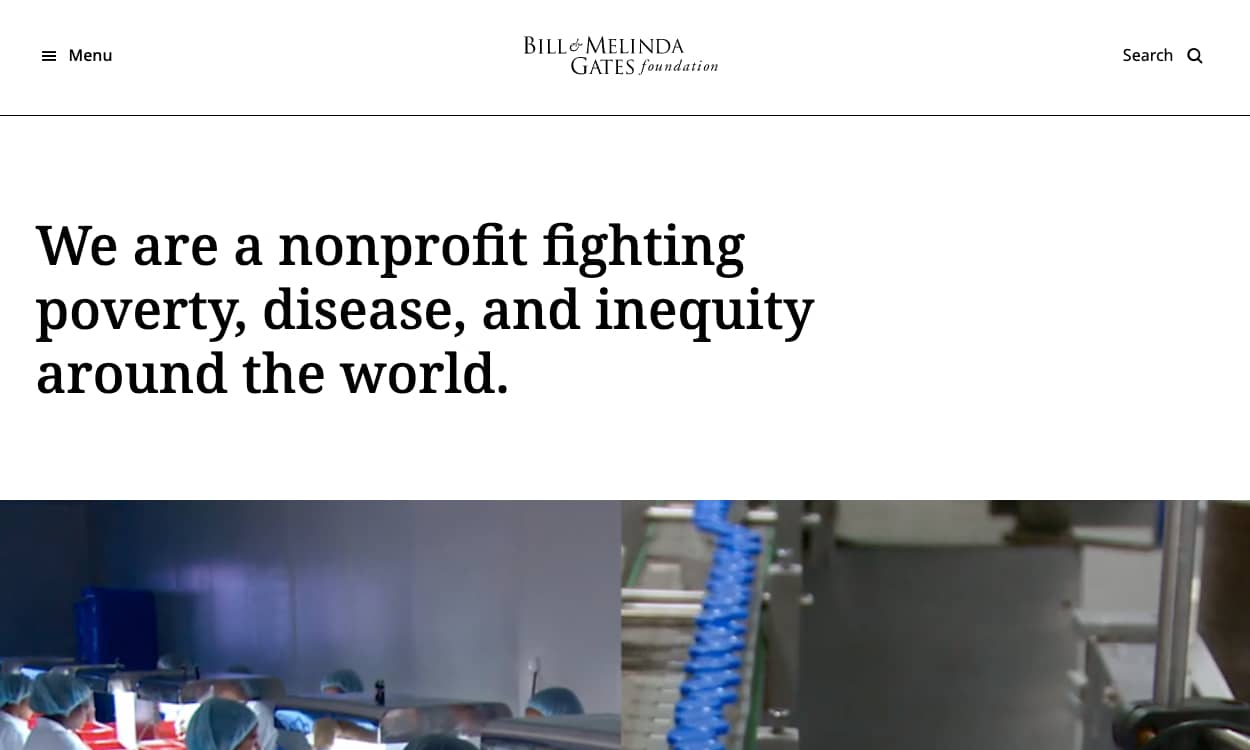 Menu
BILL & MELINDA
GATES foundation
Search
We are a nonprofit fighting
poverty, disease, and inequity
around the world.